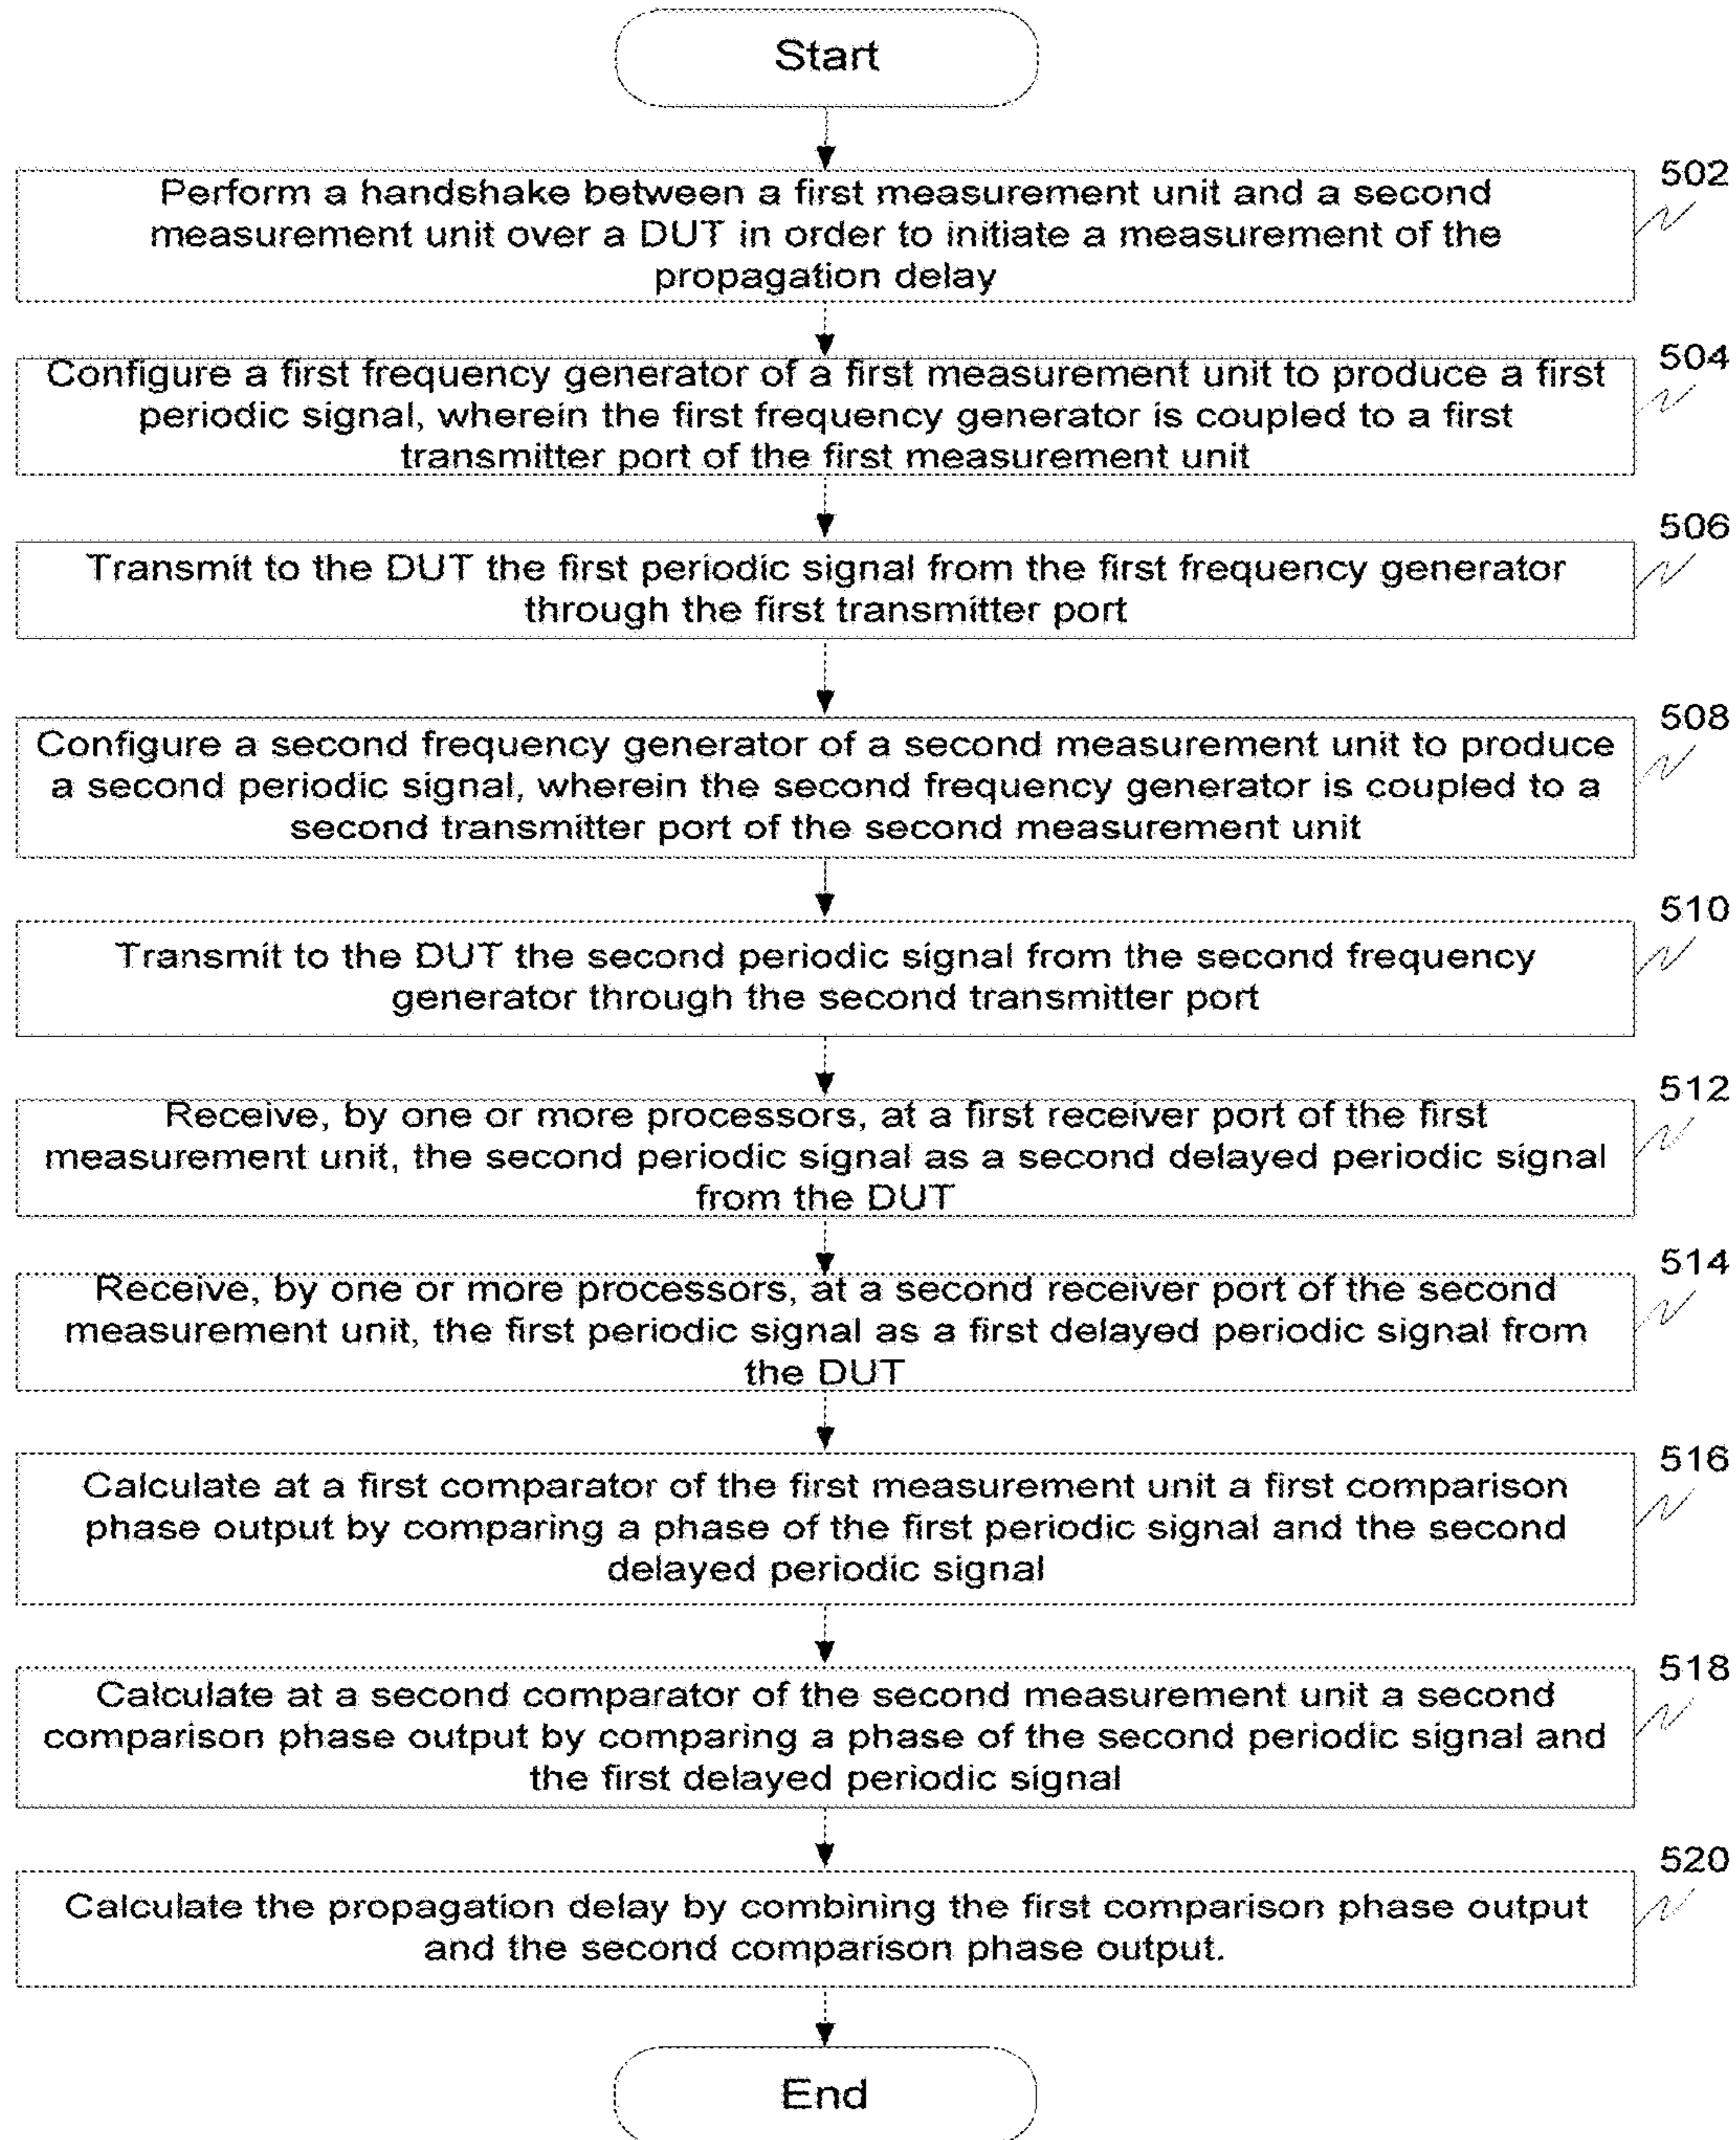 Start
502
Perform a handshake between a first measurement unit and a second
measurement unit over a DUT in order to initiate a measurement of the
propagation delay
504
Configure a first frequency generator of a first measurement unit to produce a first
periodic signal, wherein the first frequency generator is coupled to a first
transmitter port of the first measurement unit
506
Transmit to the DUT the first periodic signal from the first frequency generator
through the first transmitter port
508
Configure a second frequency generator of a second measurement unit to produce
a second periodic signal, wherein the second frequency generator is coupled to a
second transmitter port of the second measurement unit
510
Transmit to the DUT the second periodic signal from the second frequency
generator through the second transmitter port
512
Receive, by one or more processors, at a first receiver port of the first
measurement unit, the second periodic signal as a second delayed periodic signal
from the DUT
514
Receive, by one or more processors, at a second receiver port of the second
measurement unit, the first periodic signal as a first delayed periodic signal from
the DUT
516
Calculate at a first comparator of the first measurement unit a first comparison
phase output by comparing a phase of the first periodic signal and the second
delayed periodic signal
518
Calculate at a second comparator of the second measurement unit a second
comparison phase output by comparing a phase of the second periodic signal and
the first delayed periodic signal
520
Calculate the propagation delay by combining the first comparison phase output
and the second comparison phase output.
End